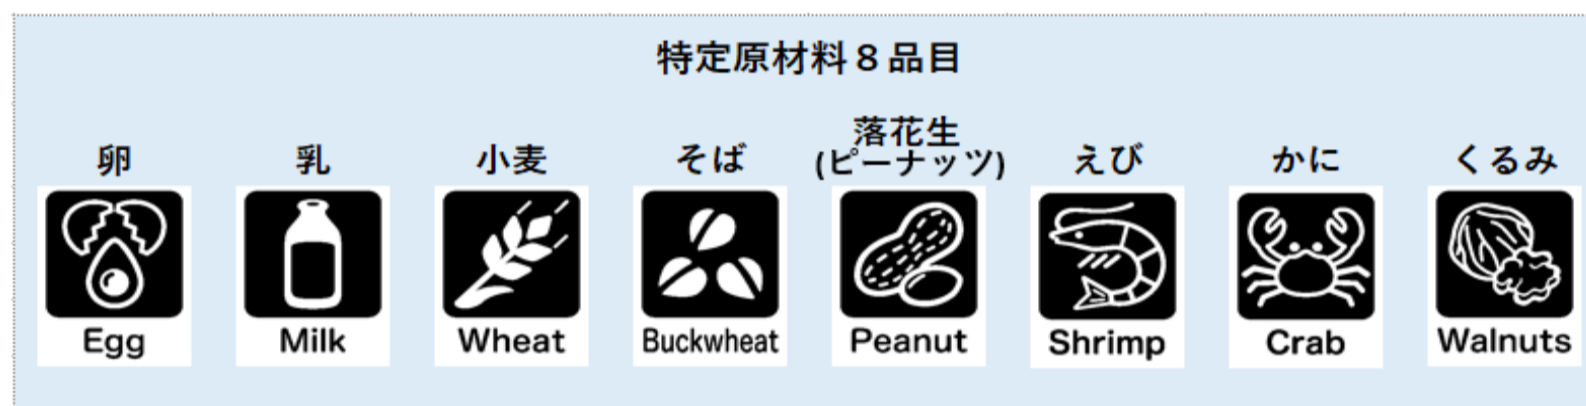 特定原材料８品目
卵
乳
小麦
そば
落花生
(ピーナッツ)
えび
かに
くるみ
Egg
Milk
Wheat
Buckwheat
Peanut
Shrimp
Crab
Walnuts